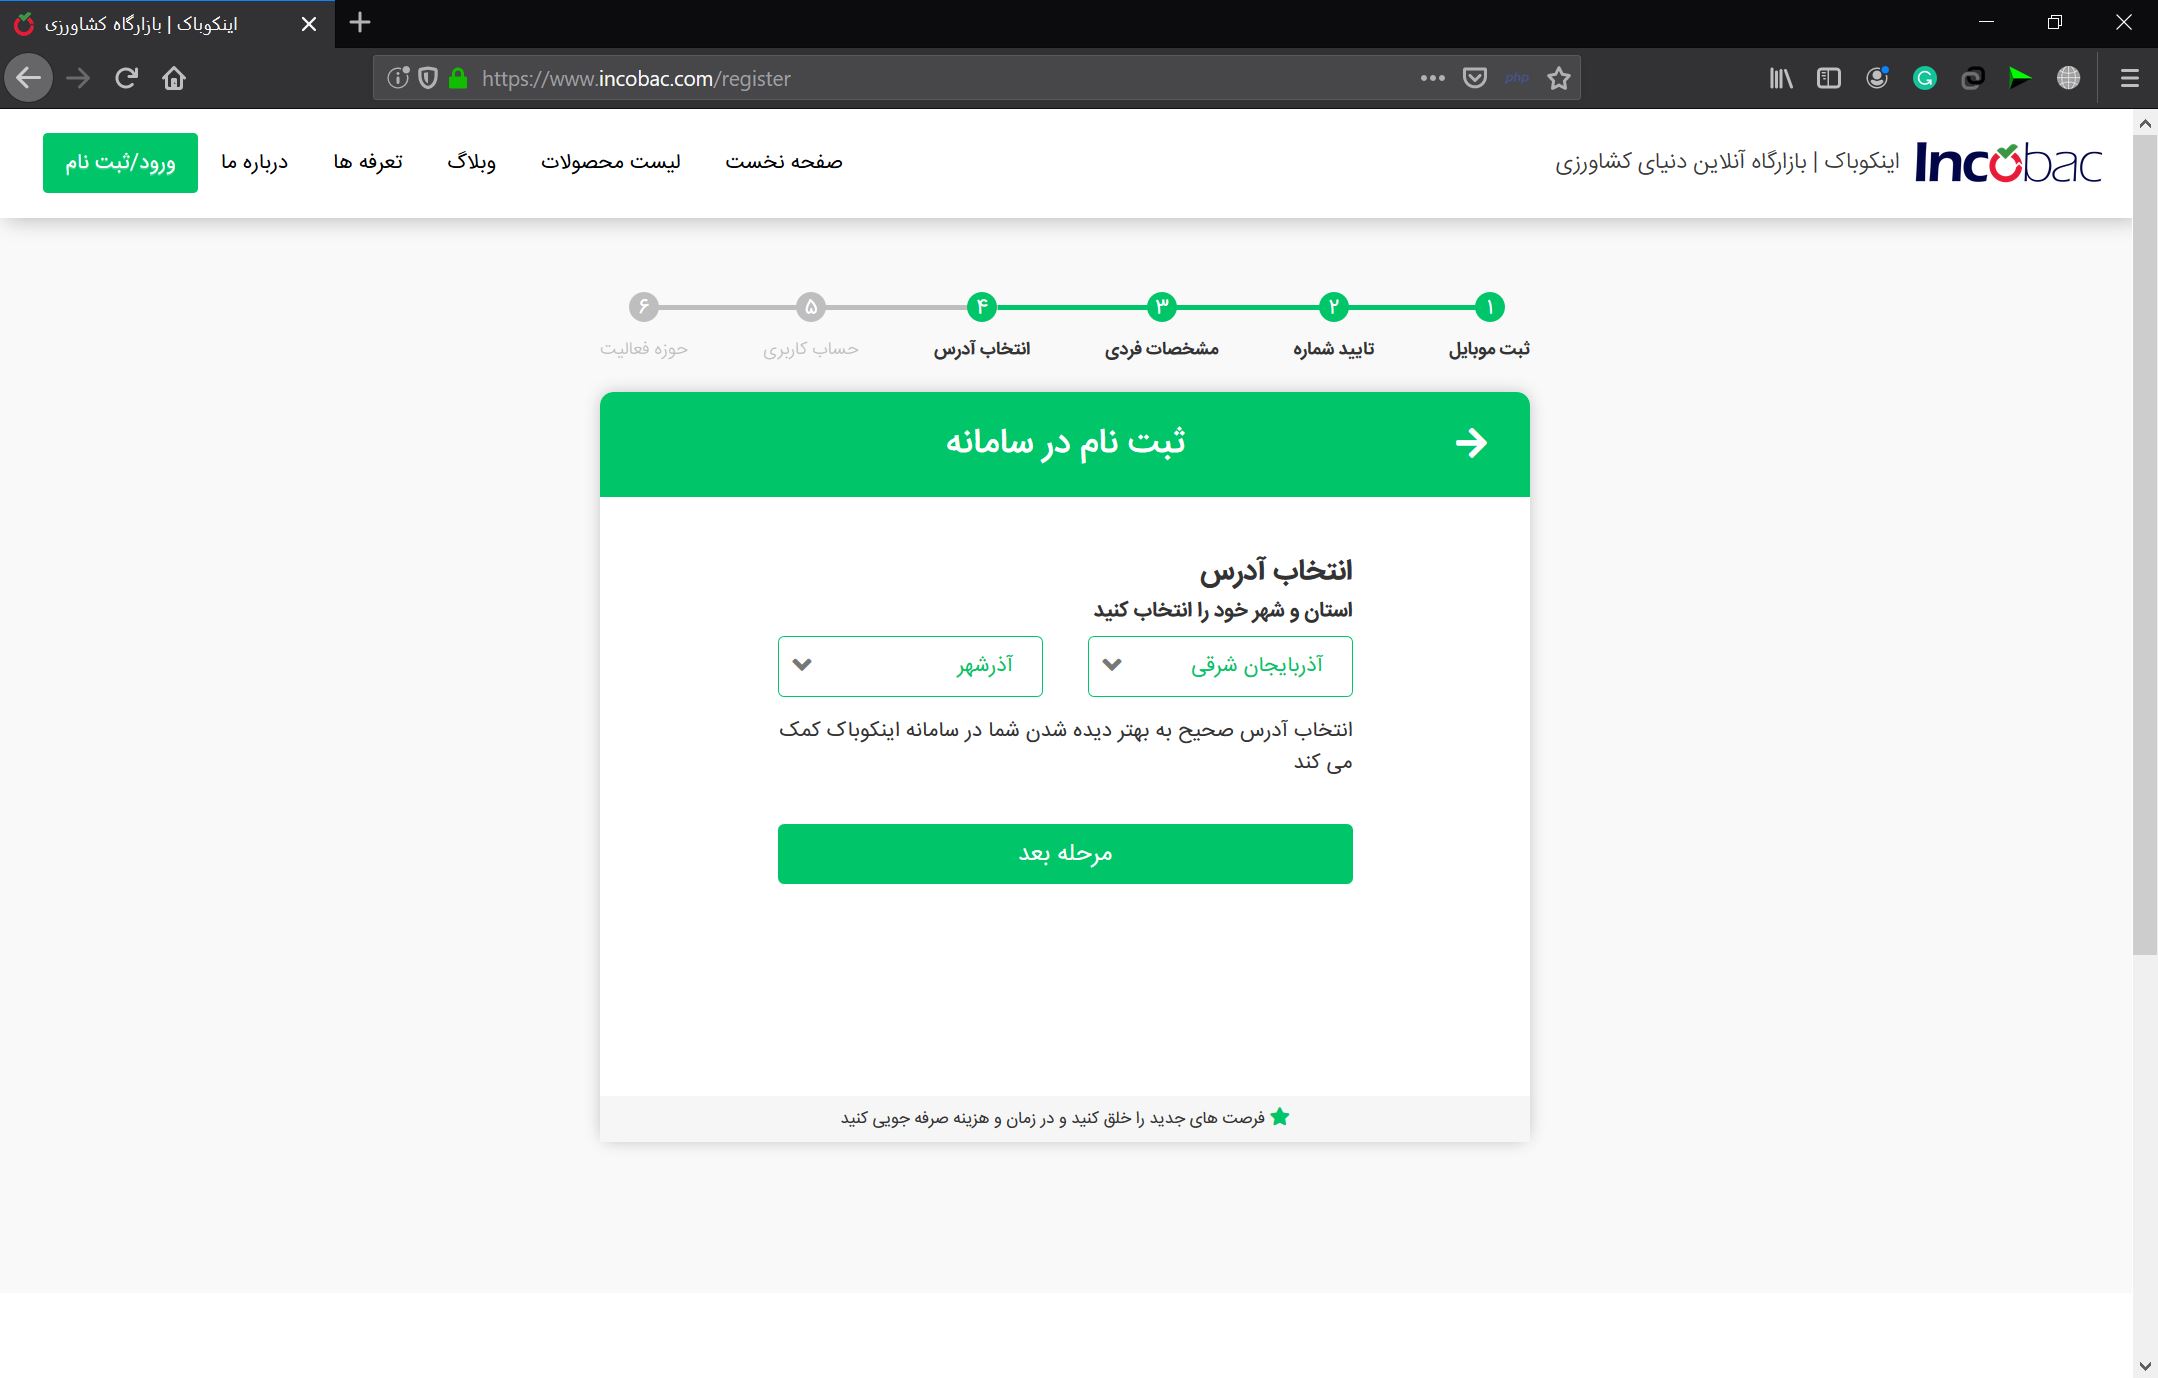 اینکوباک | بازارگاه کشاورزی
https://www.incobac.com/register
php
Incobac
اینکوباک | بازارگاه آنلاین دنیای کشاورزی
صفحه نخست
لیست محصولات
وبلاگ
تعرفه ها
درباره ما
ورود/ثبت نام
۱
۲
۳
۴
۵
۶
ثبت موبایل
تایید شماره
مشخصات فردی
انتخاب آدرس
حساب کاربری
حوزه فعالیت
ثبت نام در سامانه
انتخاب آدرس
استان و شهر خود را انتخاب کنید
آذربایجان شرقی
آذرشهر
انتخاب آدرس صحیح به بهتر دیده شدن شما در سامانه اینکوباک کمک
می کند
مرحله بعد
فرصت های جدید را خلق کنید و در زمان و هزینه صرفه جویی کنید